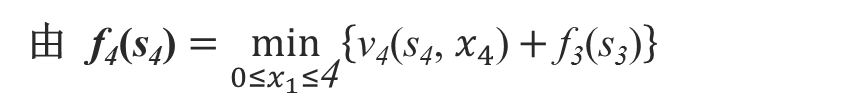 由 f₄(s₄) = min {v₄(s₄, x₄) + f₃(s₃)}
0≤x₁≤4